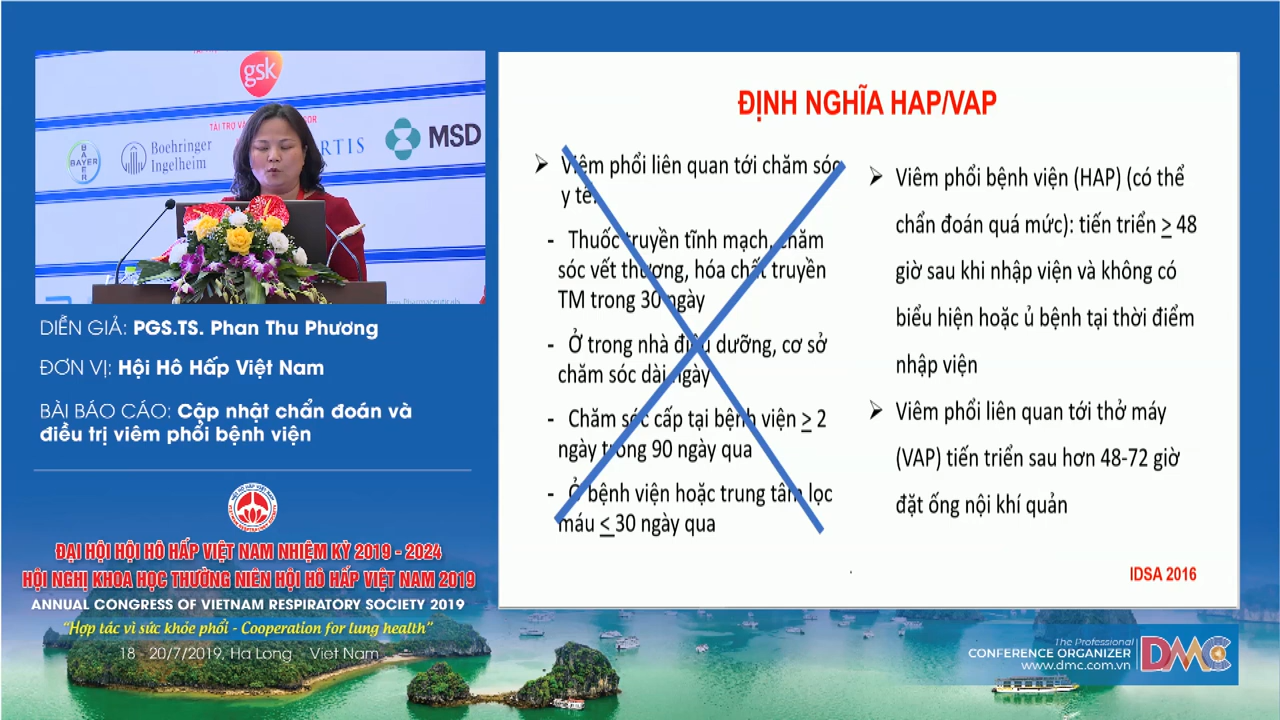 gsk
BAYER
BAYER
Boehringer
Ingelheim
MSD
DIỄN GIẢ: PGS.TS. Phan Thu Phương
ĐƠN VỊ: Hội Hô Hấp Việt Nam
BÀI BÁO CÁO: Cập nhật chẩn đoán và
điều trị viêm phổi bệnh viện
ĐẠI HỘI HỘI HÔ HẤP VIỆT NAM NHIỆM KỲ 2019 - 2024
HỘI NGHỊ KHOA HỌC THƯỜNG NIÊN HỘI HÔ HẤP VIỆT NAM 2019
ANNUAL CONGRESS OF VIETNAM RESPIRATORY SOCIETY 2019
“Hợp tác vì sức khỏe phổi - Cooperation for lung health”
18 - 20/7/2019, Ha Long Viet Nam
ĐỊNH NGHĨA HAP/VAP
➢ Viêm phổi liên quan tới chăm sóc
y tế:
- Thuốc truyền tĩnh mạch, chăm
sóc vết thương, hóa chất truyền
TM trong 30 ngày
- Ở trong nhà điều dưỡng, cơ sở
chăm sóc dài ngày
- Chăm sóc cấp tại bệnh viện ≥ 2
ngày trong 90 ngày qua
- Ở bệnh viện hoặc trung tâm lọc
máu ≤ 30 ngày qua
➢ Viêm phổi bệnh viện (HAP) (có thể
chẩn đoán quá mức): tiến triển ≥ 48
giờ sau khi nhập viện và không có
biểu hiện hoặc ủ bệnh tại thời điểm
nhập viện
➢ Viêm phổi liên quan tới thở máy
(VAP) tiến triển sau hơn 48-72 giờ
đặt ống nội khí quản
IDSA 2016
The Professional
CONFERENCE ORGANIZER
www.dmc.com.vn
DMC